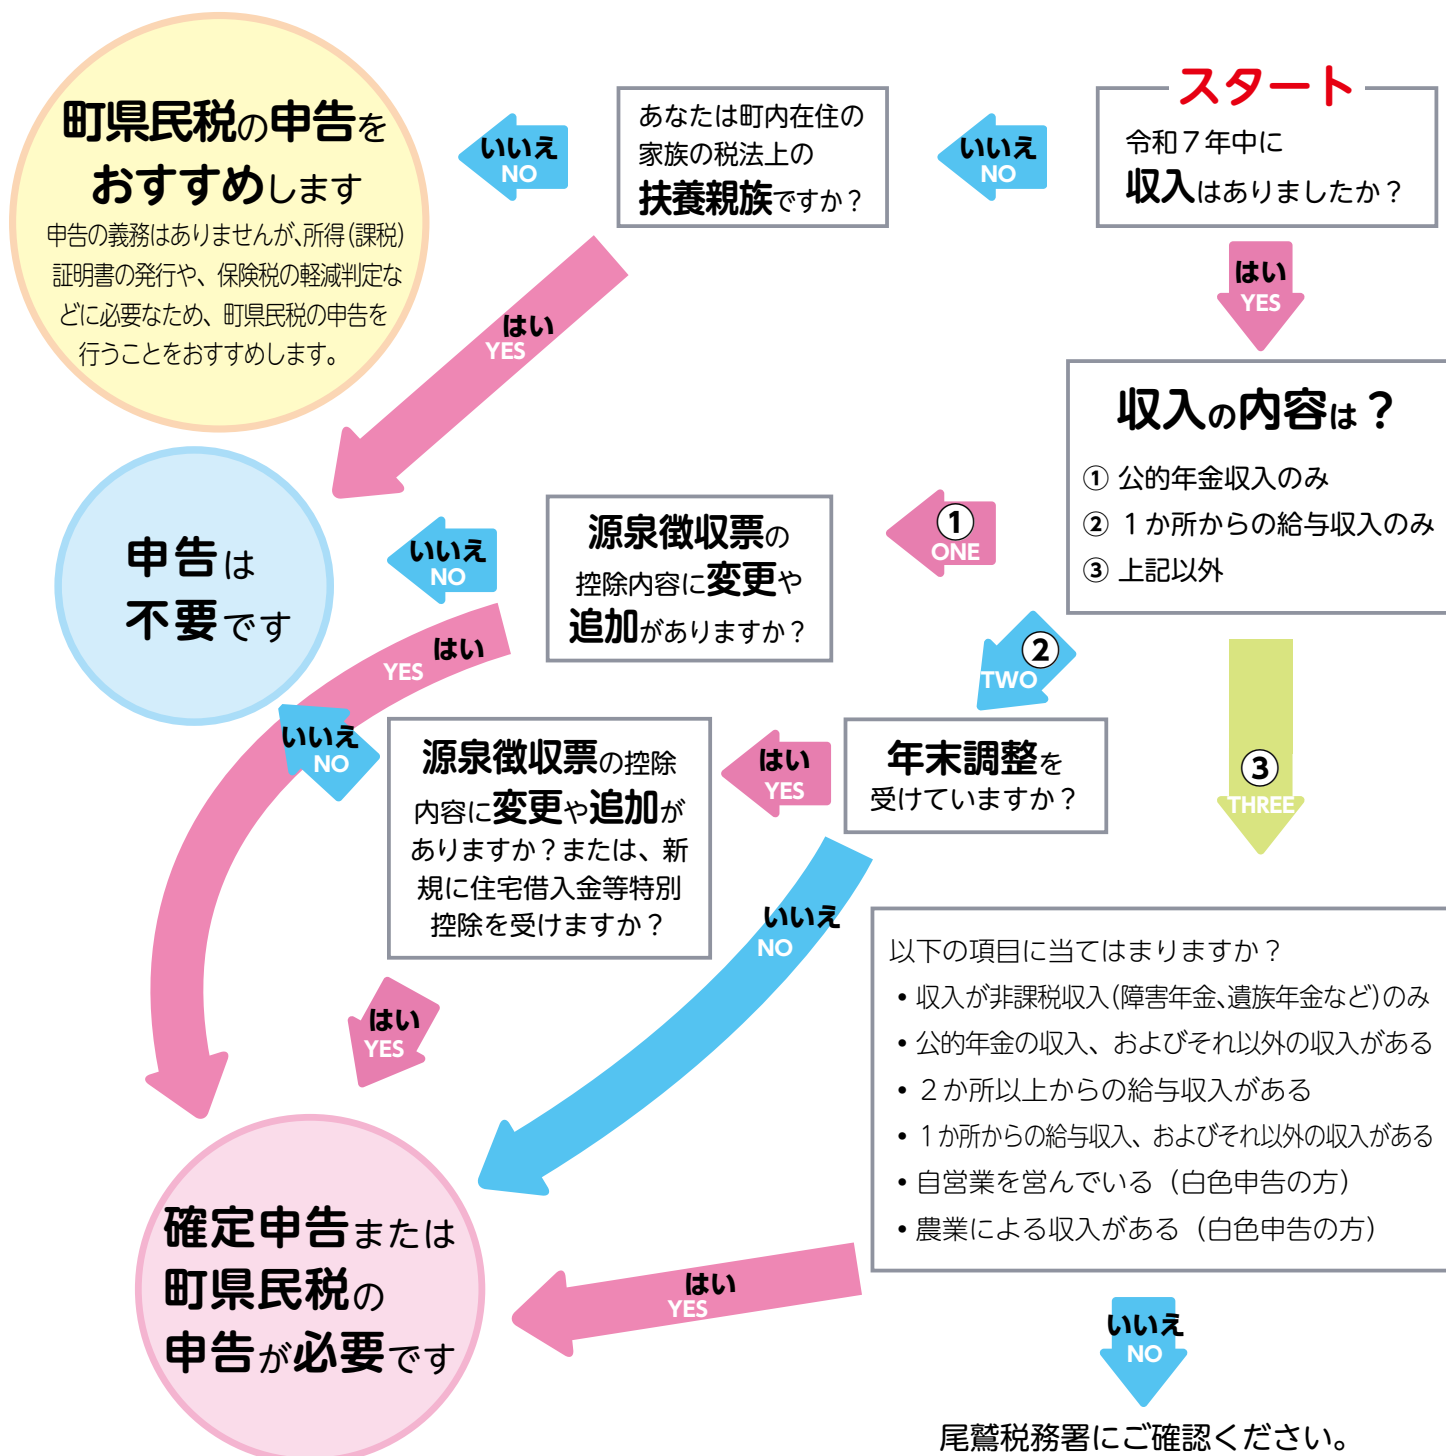 スタート
令和７年中に
収入はありましたか？
いいえ
NO
あなたは町内在住の
家族の税法上の
扶養親族ですか？
いいえ
NO
町県民税の申告を
おすすめします
申告の義務はありませんが、所得(課税)
証明書の発行や、保険税の軽減判定な
どに必要なため、町県民税の申告を
行うことをおすすめします。
はい
YES
はい
YES
収入の内容は？
① 公的年金収入のみ
② １か所からの給与収入のみ
③ 上記以外
①
ONE
源泉徴収票の
控除内容に変更や
追加がありますか？
いいえ
NO
申告は
不要です
はい
YES
②
TWO
年末調整を
受けていますか？
はい
YES
源泉徴収票の控除
内容に変更や追加が
ありますか？または、新
規に住宅借入金等特別
控除を受けますか？
いいえ
NO
はい
YES
いいえ
NO
③
THREE
以下の項目に当てはまりますか？
• 収入が非課税収入(障害年金、遺族年金など)のみ
• 公的年金の収入、およびそれ以外の収入がある
• ２か所以上からの給与収入がある
• １か所からの給与収入、およびそれ以外の収入がある
• 自営業を営んでいる（白色申告の方）
• 農業による収入がある（白色申告の方）
はい
YES
確定申告または
町県民税の
申告が必要です
いいえ
NO
尾鷲税務署にご確認ください。